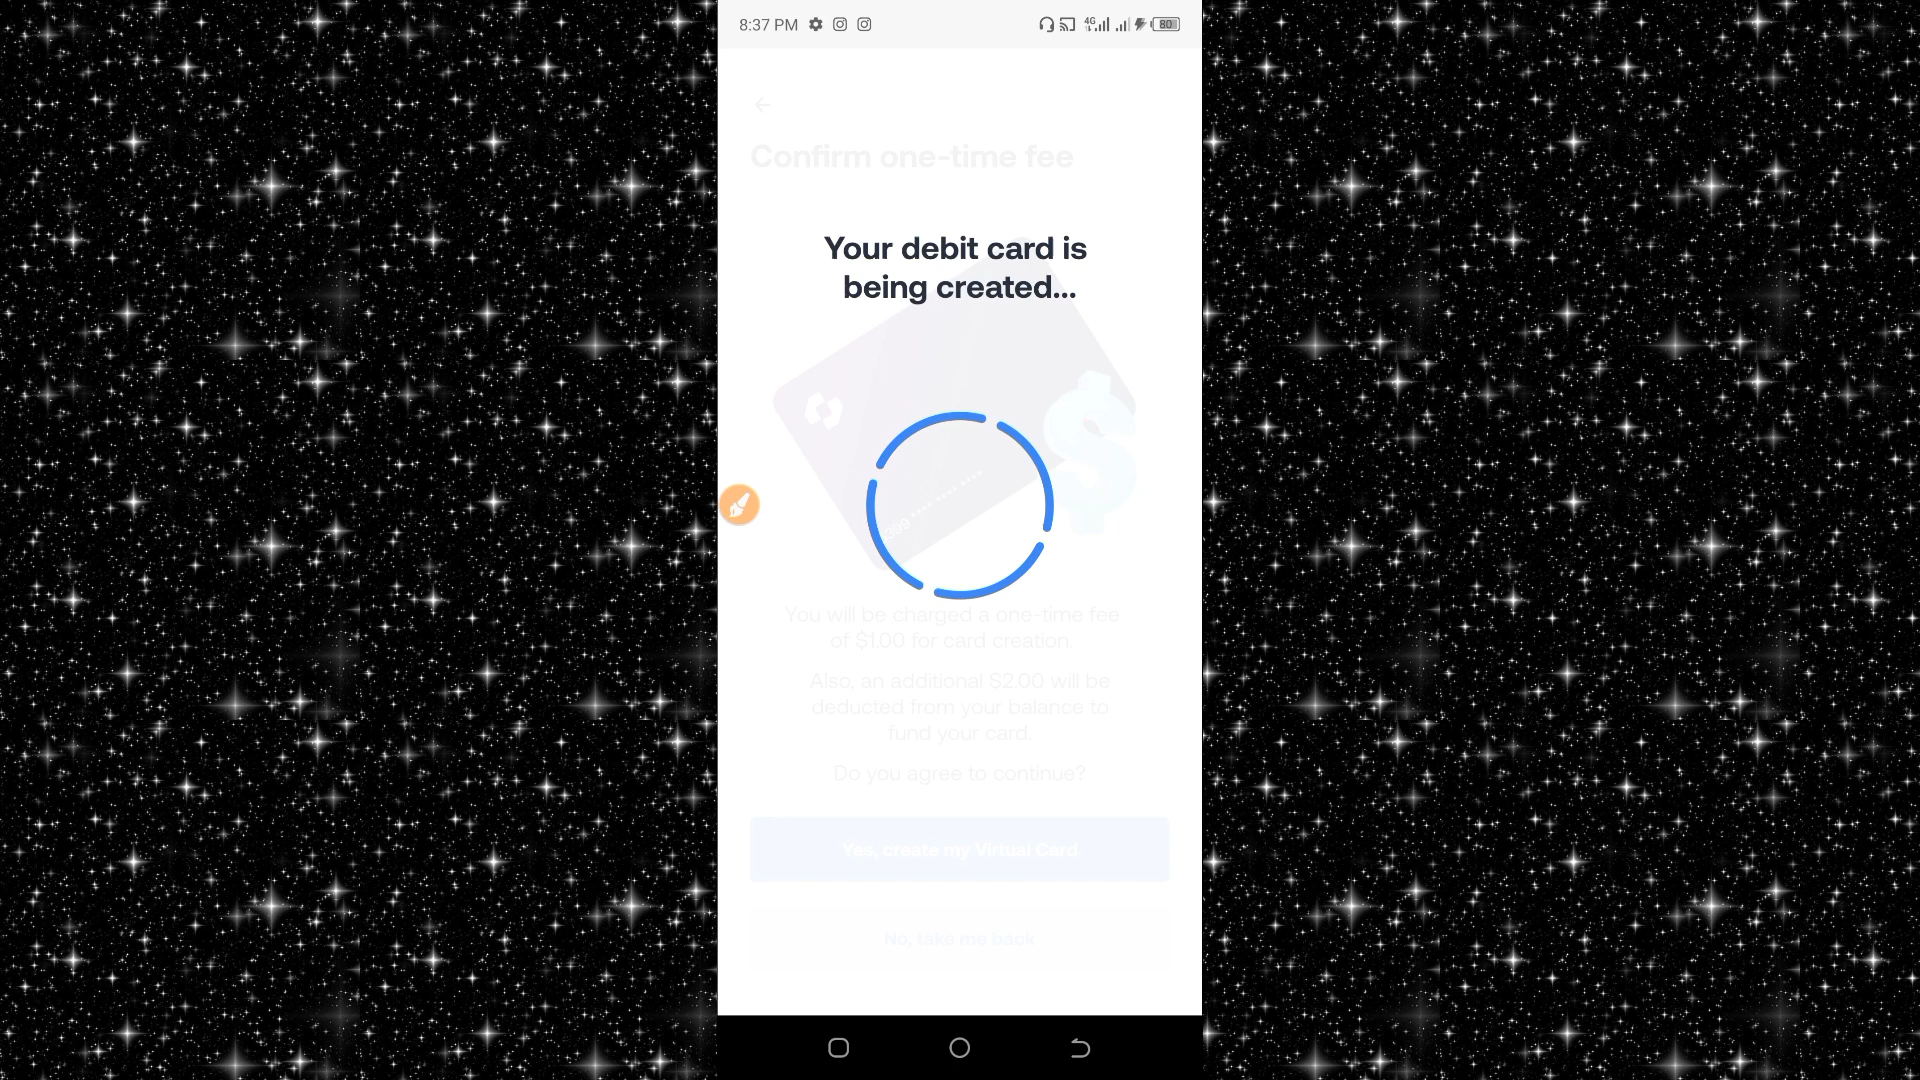 8:37 PM
4G
80
Confirm one-time fee
Your debit card is
being created...
You will be charged a one-time fee
of $1.00 for card creation.
Also, an additional $2.00 will be
deducted from your balance to
fund your card.
Do you agree to continue?
Yes, create my Virtual Card
No, take me back